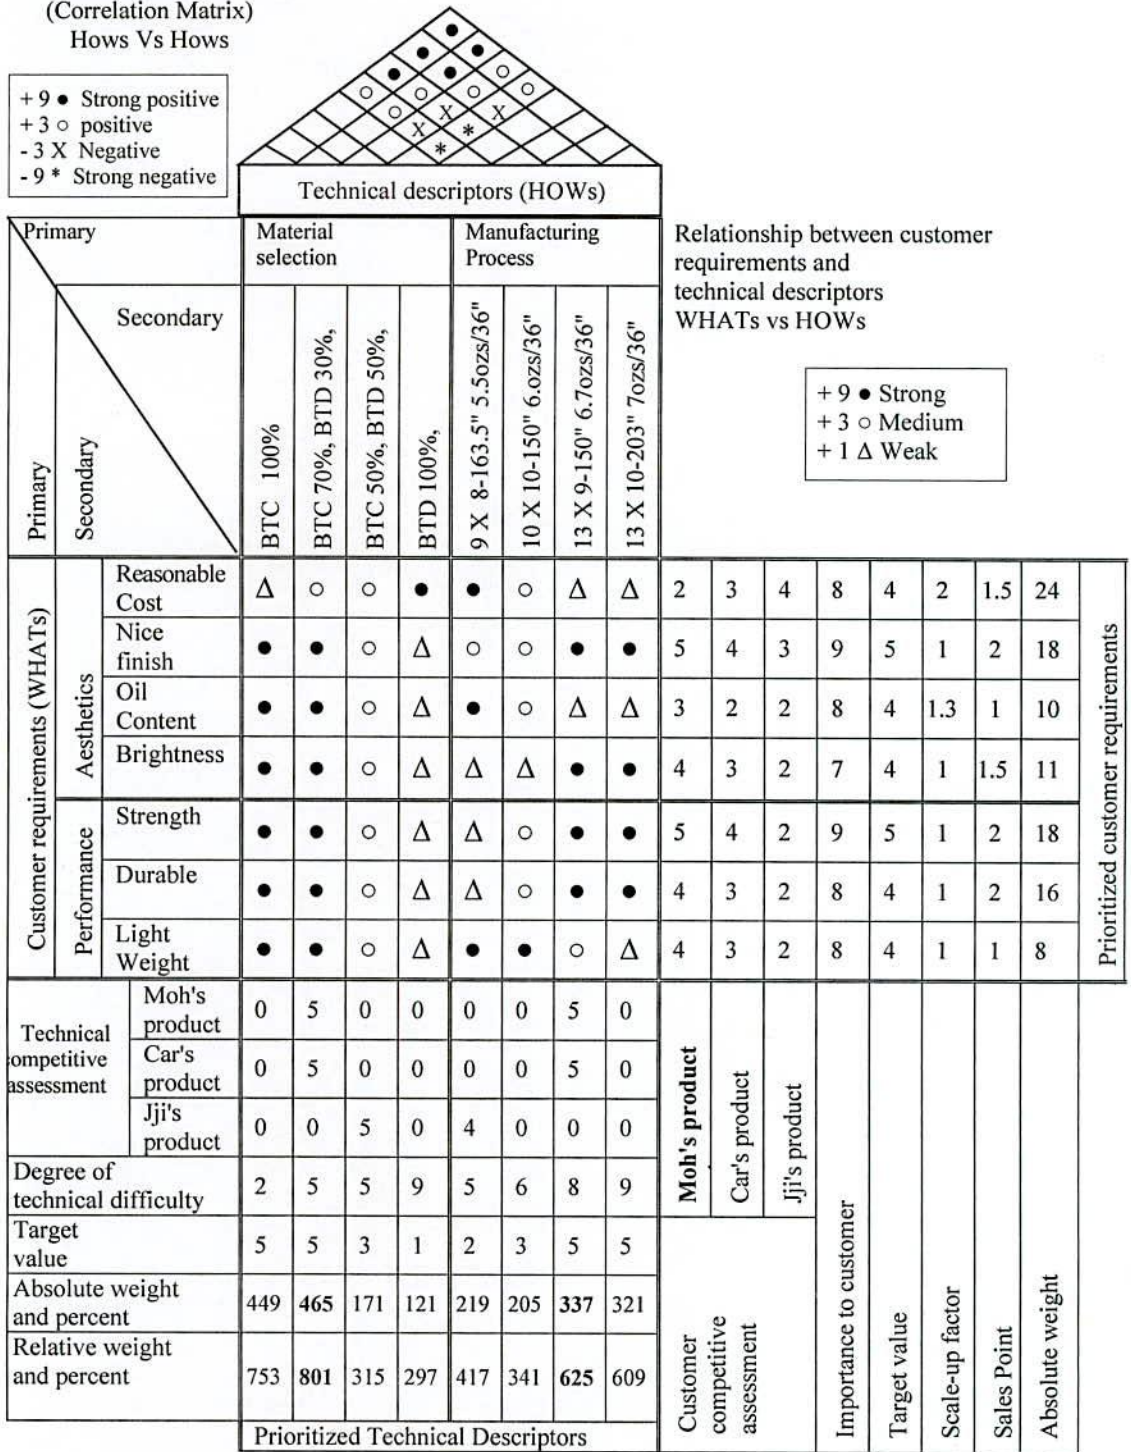 (Correlation Matrix)
Hows Vs Hows
+ 9 ● Strong positive
+ 3 ○ positive
- 3 X Negative
- 9 * Strong negative
●
● ●
● ● ○
○ ○ ○ ○
○ X X
X *
*
Technical descriptors (HOWs)
Primary
Material selection
Manufacturing Process
Relationship between customer
requirements and
technical descriptors
WHATs vs HOWs
+ 9 ● Strong
+ 3 ○ Medium
+ 1 Δ Weak
Secondary
Primary
Secondary
BTC 100%
BTC 70%, BTD 30%,
BTC 50%, BTD 50%,
BTD 100%,
9 X 8-163.5" 5.5ozs/36"
10 X 10-150" 6.ozs/36"
13 X 9-150" 6.7ozs/36"
13 X 10-203" 7ozs/36"
Customer requirements (WHATs)
Aesthetics
Reasonable Cost Δ ○ ○ ● ● ○ Δ Δ 2 3 4 8 4 2 1.5 24
Nice finish ● ● ○ Δ ○ ○ ● ● 5 4 3 9 5 1 2 18
Oil Content ● ● ○ Δ ● ○ Δ Δ 3 2 2 8 4 1.3 1 10
Brightness ● ● ○ Δ Δ Δ ● ● 4 3 2 7 4 1 1.5 11
Performance
Strength ● ● ○ Δ Δ ○ ● ● 5 4 2 9 5 1 2 18
Durable ● ● ○ Δ Δ ○ ● ● 4 3 2 8 4 1 2 16
Light Weight ● ● ○ Δ ● ● ○ Δ 4 3 2 8 4 1 1 8
Prioritized customer requirements
Technical
ompetitive
assessment
Moh's product 0 5 0 0 0 0 5 0
Car's product 0 5 0 0 0 0 5 0
Jji's product 0 0 5 0 4 0 0 0
Degree of technical difficulty 2 5 5 9 5 6 8 9
Target value 5 5 3 1 2 3 5 5
Absolute weight and percent 449 465 171 121 219 205 337 321
Relative weight and percent 753 801 315 297 417 341 625 609
Prioritized Technical Descriptors
Moh's product
Car's product
Jji's product
Customer
competitive
assessment
Importance to customer
Target value
Scale-up factor
Sales Point
Absolute weight